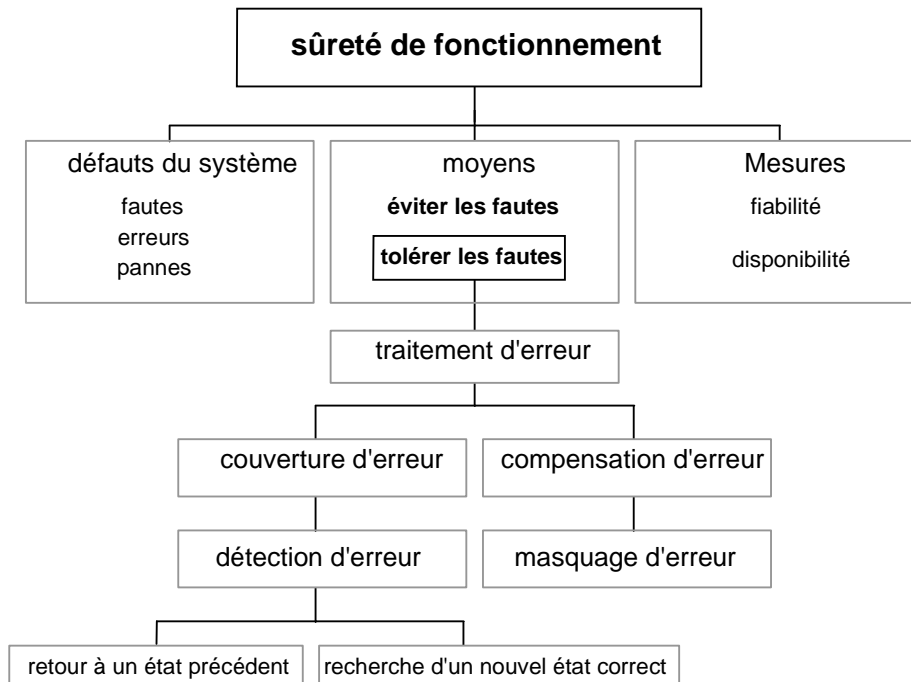 sûreté de fonctionnement
défauts du système
fautes
erreurs
pannes
moyens
éviter les fautes
tolérer les fautes
Mesures
fiabilité
disponibilité
traitement d'erreur
couverture d'erreur
compensation d'erreur
détection d'erreur
masquage d'erreur
retour à un état précédent
recherche d'un nouvel état correct